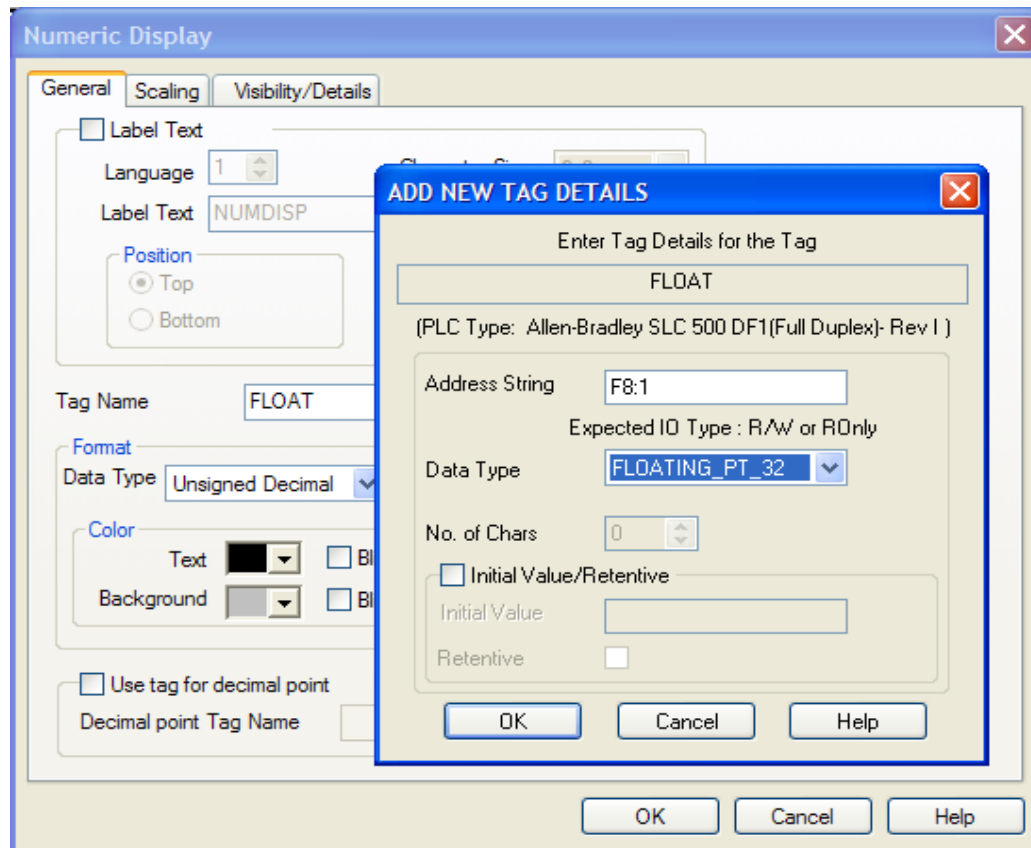 Numeric Display
General Scaling Visibility/Details
Label Text
Language 1
Label Text NUMDISP
Position
Top
Bottom
Tag Name FLOAT
Format
Data Type Unsigned Decimal
Color
Text
Background
Use tag for decimal point
Decimal point Tag Name
ADD NEW TAG DETAILS
Enter Tag Details for the Tag
FLOAT
(PLC Type: Allen-Bradley SLC 500 DF1(Full Duplex)- Rev I )
Address String F8:1
Expected IO Type : R/W or ROnly
Data Type FLOATING_PT_32
No. of Chars 0
Initial Value/Retentive
Initial Value
Retentive
OK Cancel Help
OK Cancel Help